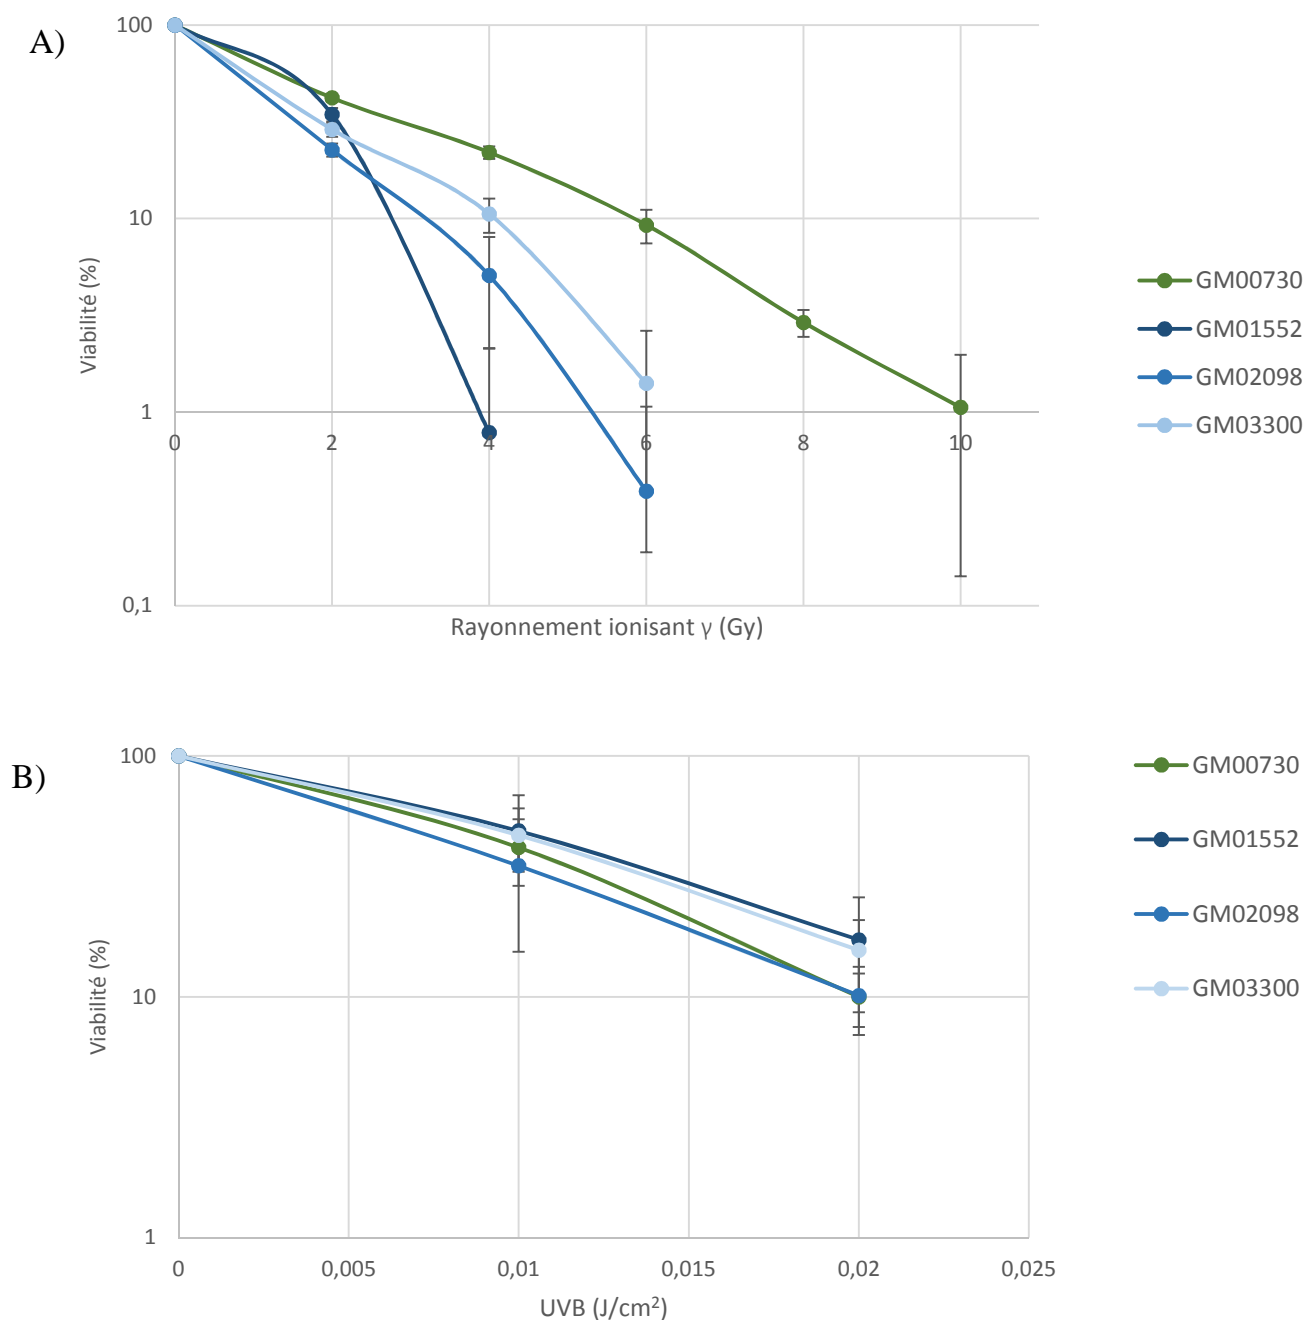 A)
100
10
1
0,1
Viabilité (%)
0 2 4 6 8 10
Rayonnement ionisant γ (Gy)
GM00730
GM01552
GM02098
GM03300
B)
100
10
1
Viabilité (%)
0 0,005 0,01 0,015 0,02 0,025
UVB (J/cm²)
GM00730
GM01552
GM02098
GM03300